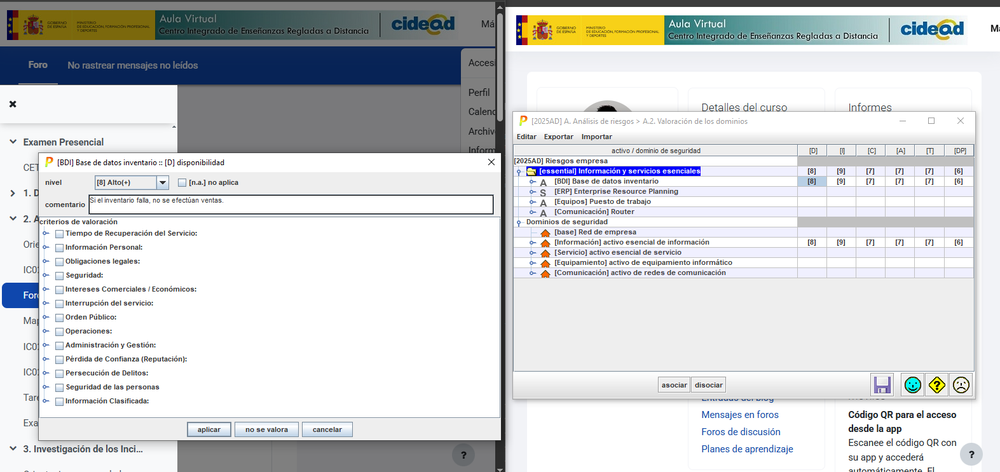 GOBIERNO
DE ESPAÑA
MINISTERIO
DE EDUCACIÓN, FORMACIÓN PROFESIONAL
Y DEPORTES
Aula Virtual
Centro Integrado de Enseñanzas Regladas a Distancia
cidead
Má
Foro
No rastrear mensajes no leídos
Accesi
Perfil
Calenc
Archiv
Inform
Examen Presencial
CET
1. D
2. A
Orie
IC02
Foro
Map
IC02
IC02
Tare
Exa
3. Investigación de los Inci...
?
[BDI] Base de datos inventario :: [D] disponibilidad
nivel
[8] Alto(+)
[n.a.] no aplica
comentario
Si el inventario falla, no se efectúan ventas.
criterios de valoración
Tiempo de Recuperación del Servicio:
Información Personal:
Obligaciones legales:
Seguridad:
Intereses Comerciales / Económicos:
Interrupción del servicio:
Orden Público:
Operaciones:
Administración y Gestión:
Pérdida de Confianza (Reputación):
Persecución de Delitos:
Seguridad de las personas
Información Clasificada:
aplicar
no se valora
cancelar
GOBIERNO
DE ESPAÑA
MINISTERIO
DE EDUCACIÓN, FORMACIÓN PROFESIONAL
Y DEPORTES
Aula Virtual
Centro Integrado de Enseñanzas Regladas a Distancia
cidead
Má
Detalles del curso
Informes
[2025AD] A. Análisis de riesgos > A.2. Valoración de los dominios
Editar Exportar Importar
activo / dominio de seguridad [D] [I] [C] [A] [T] [DP]
[2025AD] Riesgos empresa
[essential] Información y servicios esenciales [8] [9] [7] [7] [7] [6]
A [BDI] Base de datos inventario [8] [9] [7] [7] [7] [6]
S [ERP] Enterprise Resource Planning
A [Equipos] Puesto de trabajo
A [Comunicación] Router
Dominios de seguridad
[base] Red de empresa
[Información] activo esencial de información [8] [9] [7] [7] [7] [6]
[Servicio] activo esencial de servicio
[Equipamiento] activo de equipamiento informático
[Comunicación] activo de redes de comunicación
asociar
disociar
?
Entradas del blog
Mensajes en foros
Foros de discusión
Planes de aprendizaje
Código QR para el acceso
desde la app
Escanee el código QR con
su app y accederá
automáticamente. El
?